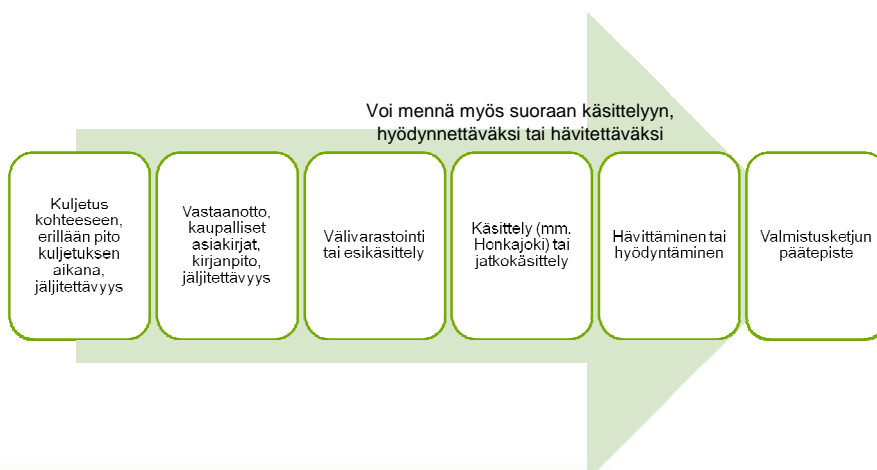 Voi mennä myös suoraan käsittelyyn,
hyödynnettäväksi tai hävitettäväksi
Kuljetus
kohteeseen,
erillään pito
kuljetuksen
aikana,
jäljitettävyys
Vastaanotto,
kaupalliset
asiakirjat,
kirjanpito,
jäljitettävyys
Välivarastointi
tai esikäsittely
Käsittely (mm.
Honkajoki) tai
jatkokäsittely
Hävittäminen tai
hyödyntäminen
Valmistusketjun
päätepiste